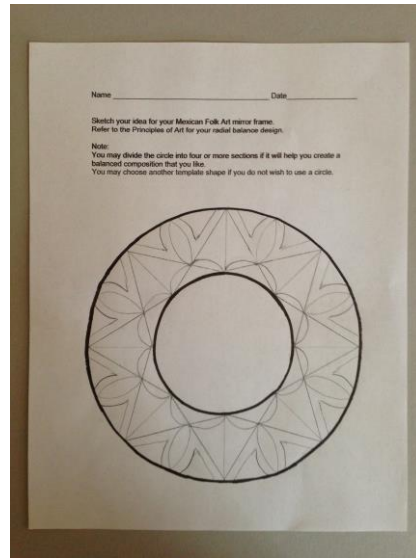 Name ________________________________ Date______________
Sketch your idea for your Mexican Folk Art mirror frame.
Refer to the Principles of Art for your radial balance design.
Note:
You may divide the circle into four or more sections if it will help you create a
balanced composition that you like.
You may choose another template shape if you do not wish to use a circle.